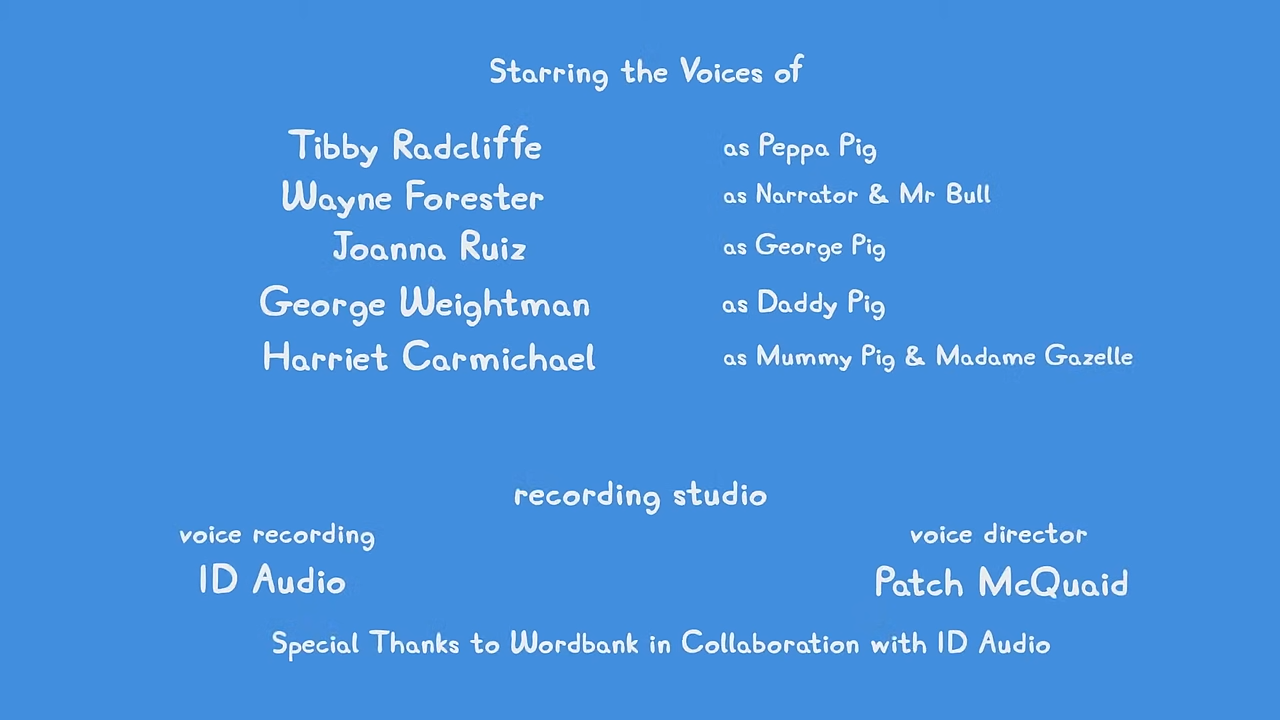 Starring the Voices of
Tibby Radcliffe as Peppa Pig
Wayne Forester as Narrator & Mr Bull
Joanna Ruiz as George Pig
George Weightman as Daddy Pig
Harriet Carmichael as Mummy Pig & Madame Gazelle
recording studio
voice recording voice director
ID Audio Patch McQuaid
Special Thanks to Wordbank in Collaboration with ID Audio